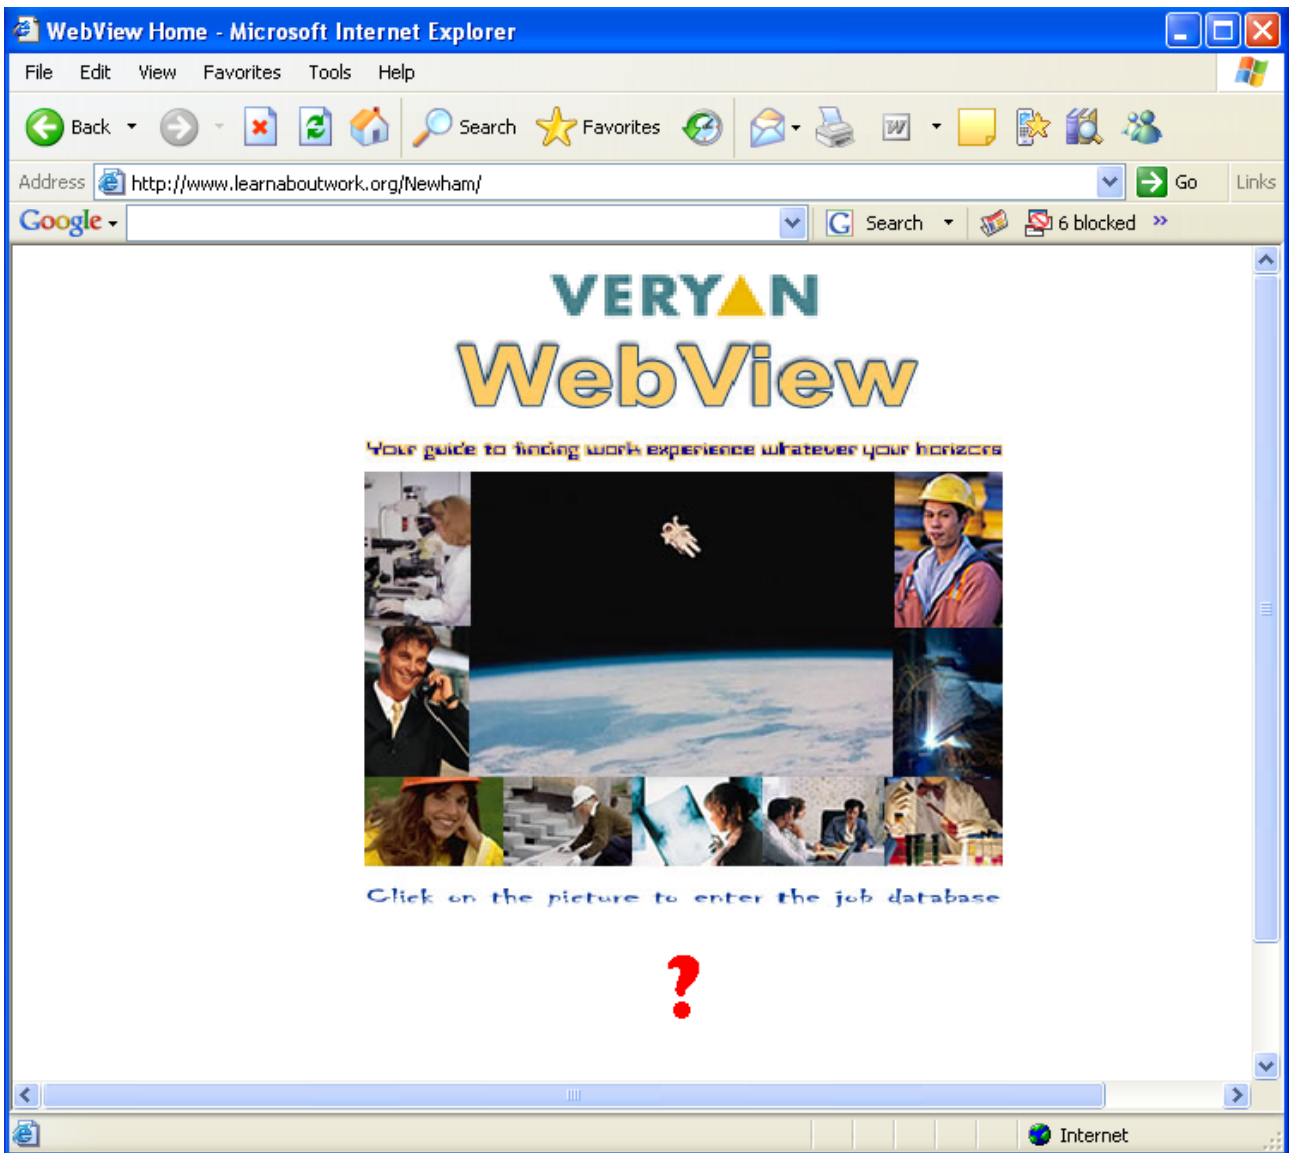 WebView Home - Microsoft Internet Explorer
File Edit View Favorites Tools Help
Back Search Favorites W
Address http://www.learnaboutwork.org/Newham/ Go Links
Google G Search 6 blocked »
VERYAN
WebView
Your guide to finding work experience whatever your horizons
Click on the picture to enter the job database
?
Internet